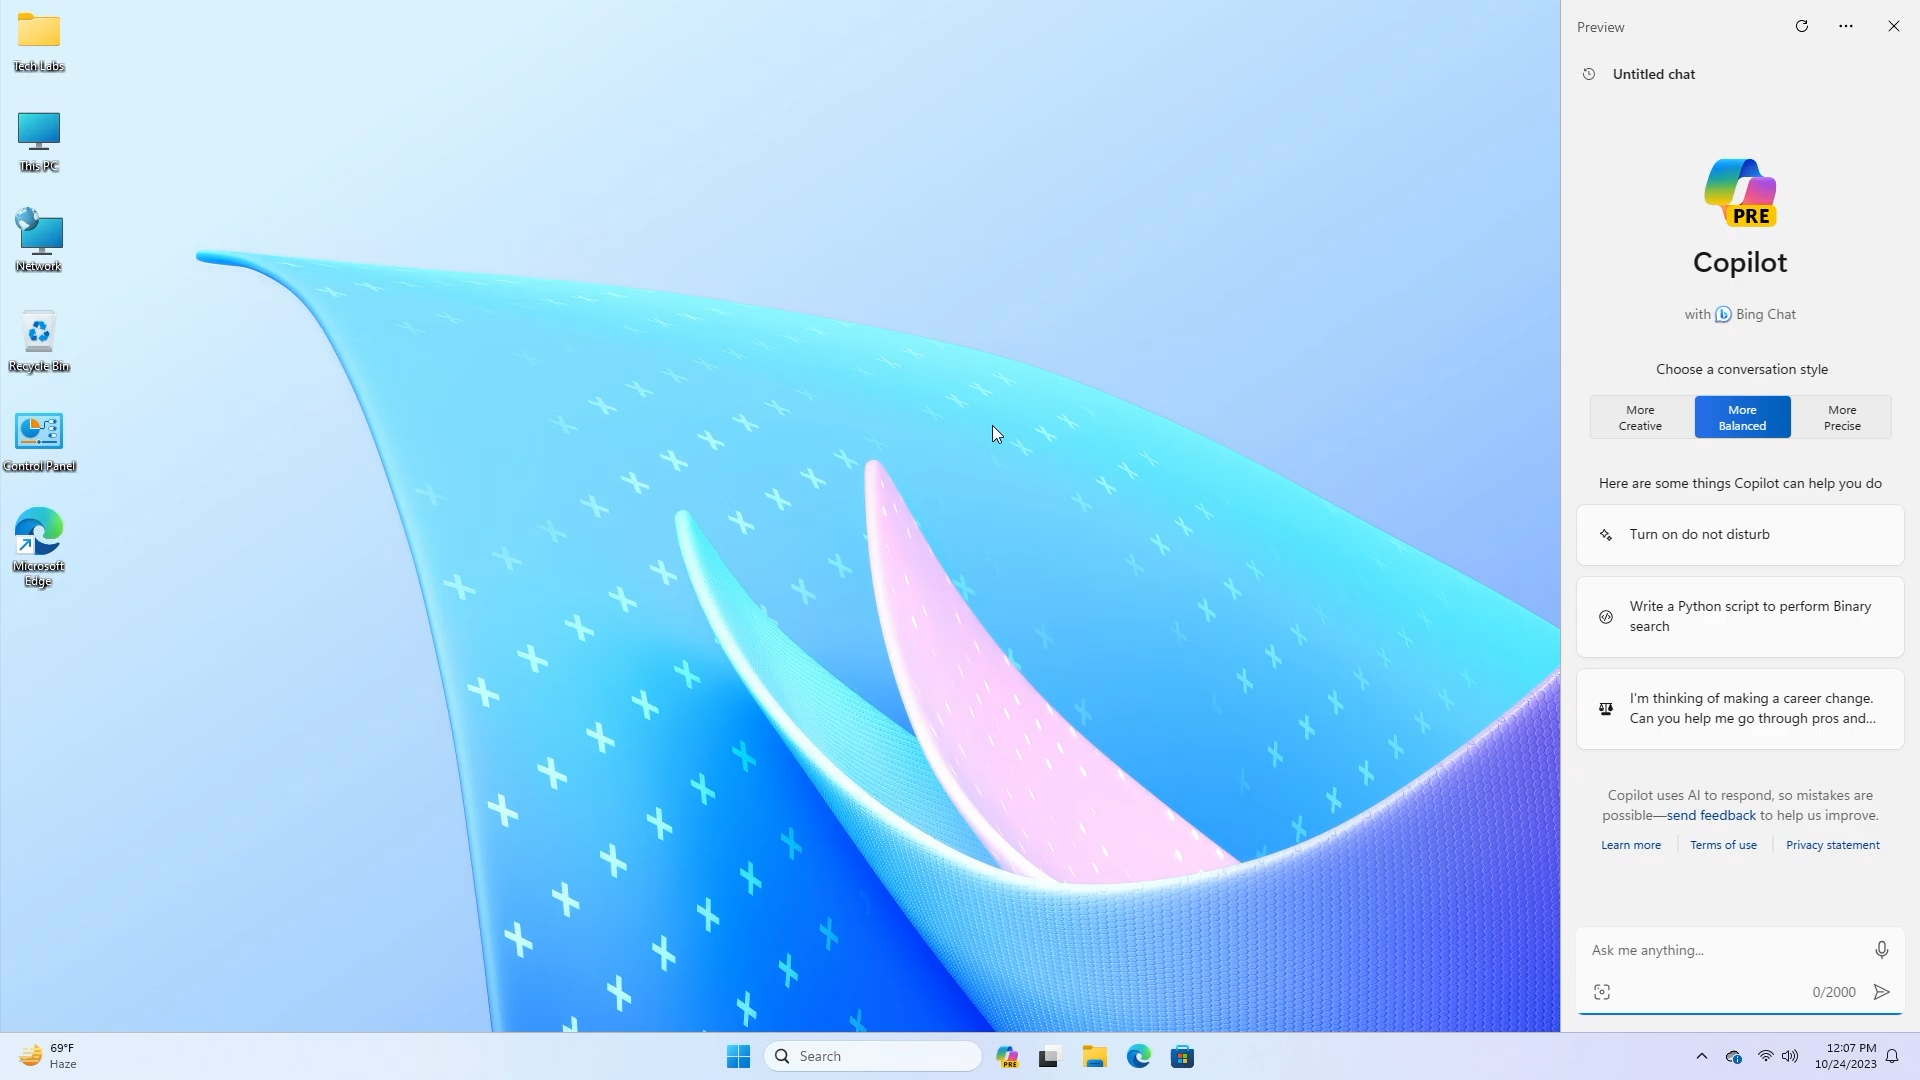 Tech Labs
This PC
Network
Recycle Bin
Control Panel
Microsoft
Edge
Preview
Untitled chat
PRE
Copilot
with Bing Chat
Choose a conversation style
More
Creative
More
Balanced
More
Precise
Here are some things Copilot can help you do
Turn on do not disturb
Write a Python script to perform Binary
search
I'm thinking of making a career change.
Can you help me go through pros and...
Copilot uses AI to respond, so mistakes are
possible—send feedback to help us improve.
Learn more
Terms of use
Privacy statement
Ask me anything...
0/2000
69°F
Haze
Search
PRE
12:07 PM
10/24/2023